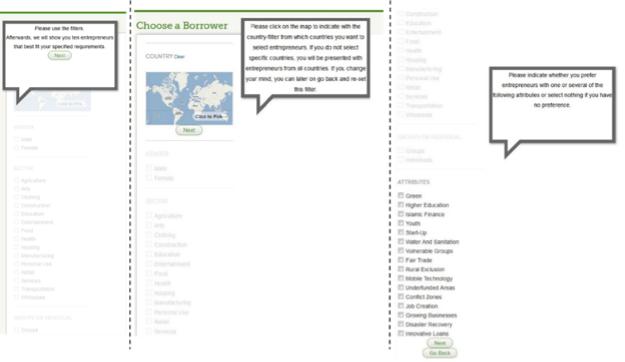 Please use the filters.
Afterwards, we will show you ten entrepreneurs
that best fit your specified requirements.
Next
Click to Pick
GENDER
Male
Female
SECTOR
Agriculture
Arts
Clothing
Construction
Education
Entertainment
Food
Health
Housing
Manufacturing
Personal Use
Retail
Services
Transportation
Wholesale
GROUPS OR INDIVIDUAL
Groups
Choose a Borrower
COUNTRY Clear
Click to Pick
Next
GENDER
Male
Female
SECTOR
Agriculture
Arts
Clothing
Construction
Education
Entertainment
Food
Health
Housing
Manufacturing
Personal Use
Retail
Services
Please click on the map to indicate with the
country-filter from which countries you want to
select entrepreneurs. If you do not select
specific countries, you will be presented with
entrepreneurs from all countries. If you change
your mind, you can later on go back and re-set
this filter.
Construction
Education
Entertainment
Food
Health
Housing
Manufacturing
Personal Use
Retail
Services
Transportation
Wholesale
GROUPS OR INDIVIDUAL
Groups
Individuals
ATTRIBUTES
Green
Higher Education
Islamic Finance
Youth
Start-Up
Water And Sanitation
Vulnerable Groups
Fair Trade
Rural Exclusion
Mobile Technology
Underfunded Areas
Conflict Zones
Job Creation
Growing Businesses
Disaster Recovery
Innovative Loans
Next
Go Back
Please indicate whether you prefer
entrepreneurs with one or several of the
following attributes or select nothing if you have
no preference.